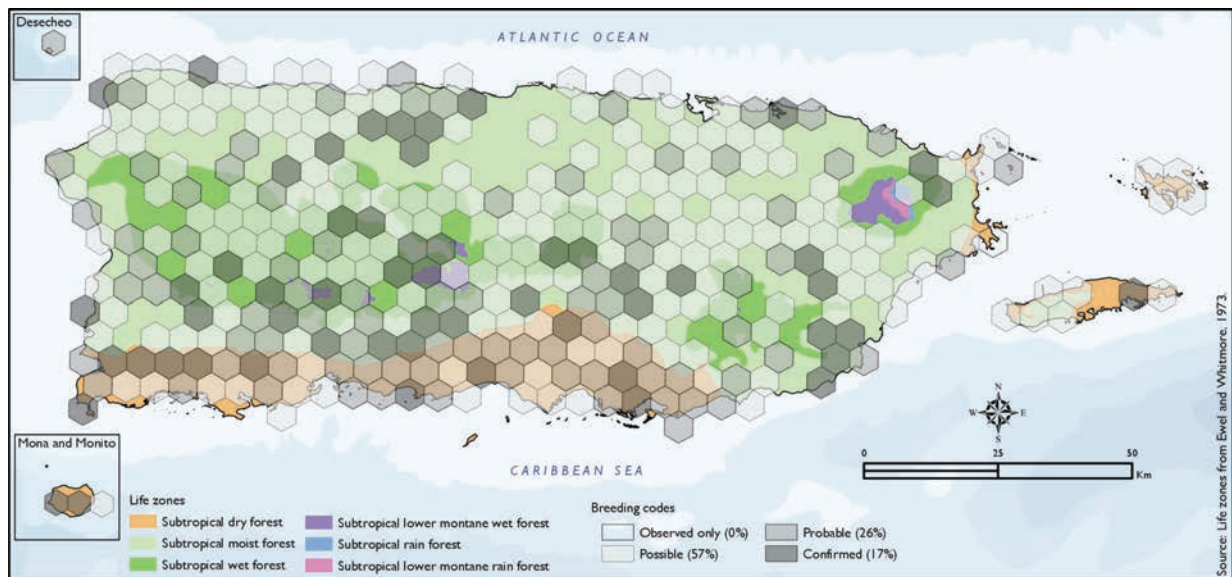 Desecheo
ATLANTIC OCEAN
N
W E
S
0 25 50
Km
CARIBBEAN SEA
Mona and Monito
Life zones
Subtropical dry forest
Subtropical moist forest
Subtropical wet forest
Subtropical lower montane wet forest
Subtropical rain forest
Subtropical lower montane rain forest
Breeding codes
Observed only (0%)
Possible (57%)
Probable (26%)
Confirmed (17%)
Source: Life zones from Ewel and Whitmore, 1973.